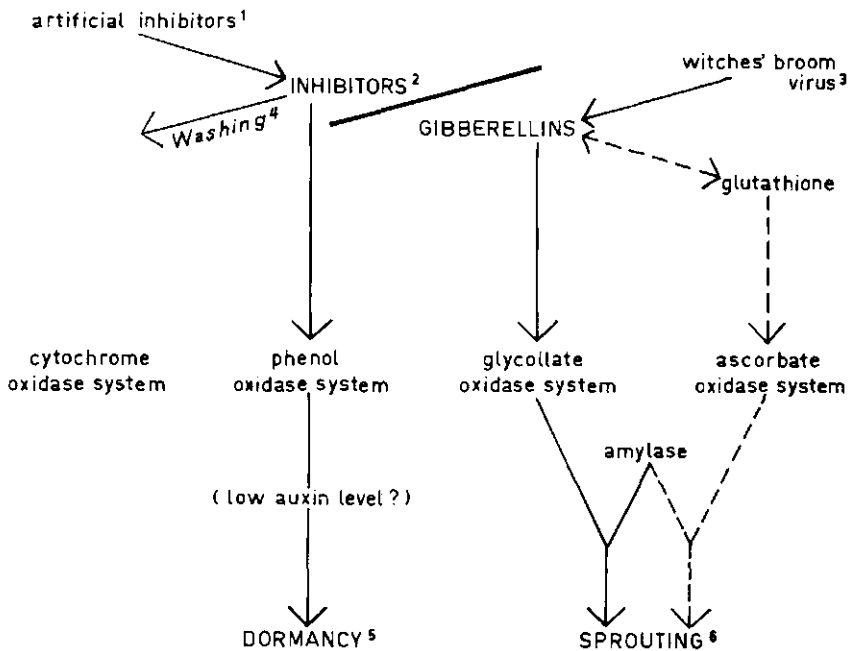 artificial inhibitors¹
INHIBITORS²
witches' broom
virus³
Washing⁴
GIBBERELLINS
glutathione
cytochrome
oxidase system
phenol
oxidase system
glycollate
oxidase system
ascorbate
oxidase system
amylase
(low auxin level?)
DORMANCY⁵
SPROUTING⁶